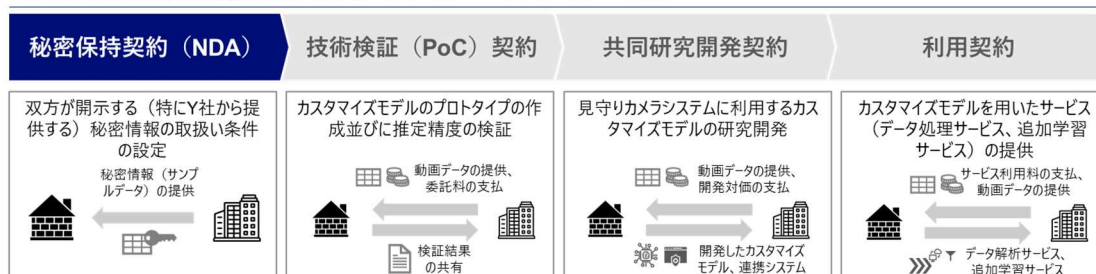 秘密保持契約（NDA）
技術検証（PoC）契約
共同研究開発契約
利用契約
双方が開示する（特にY社から提
供する）秘密情報の取扱い条件
の設定
秘密情報（サンプ
ルデータ）の提供
カスタマイズモデルのプロトタイプの作
成並びに推定精度の検証
動画データの提供、
委託料の支払
検証結果
の共有
見守りカメラシステムに利用するカス
タマイズモデルの研究開発
動画データの提供、
開発対価の支払
開発したカスタマイズ
モデル、連携システム
カスタマイズモデルを用いたサービス
（データ処理サービス、追加学習
サービス）の提供
サービス利用料の支払、
動画データの提供
データ解析サービス、
追加学習サービス